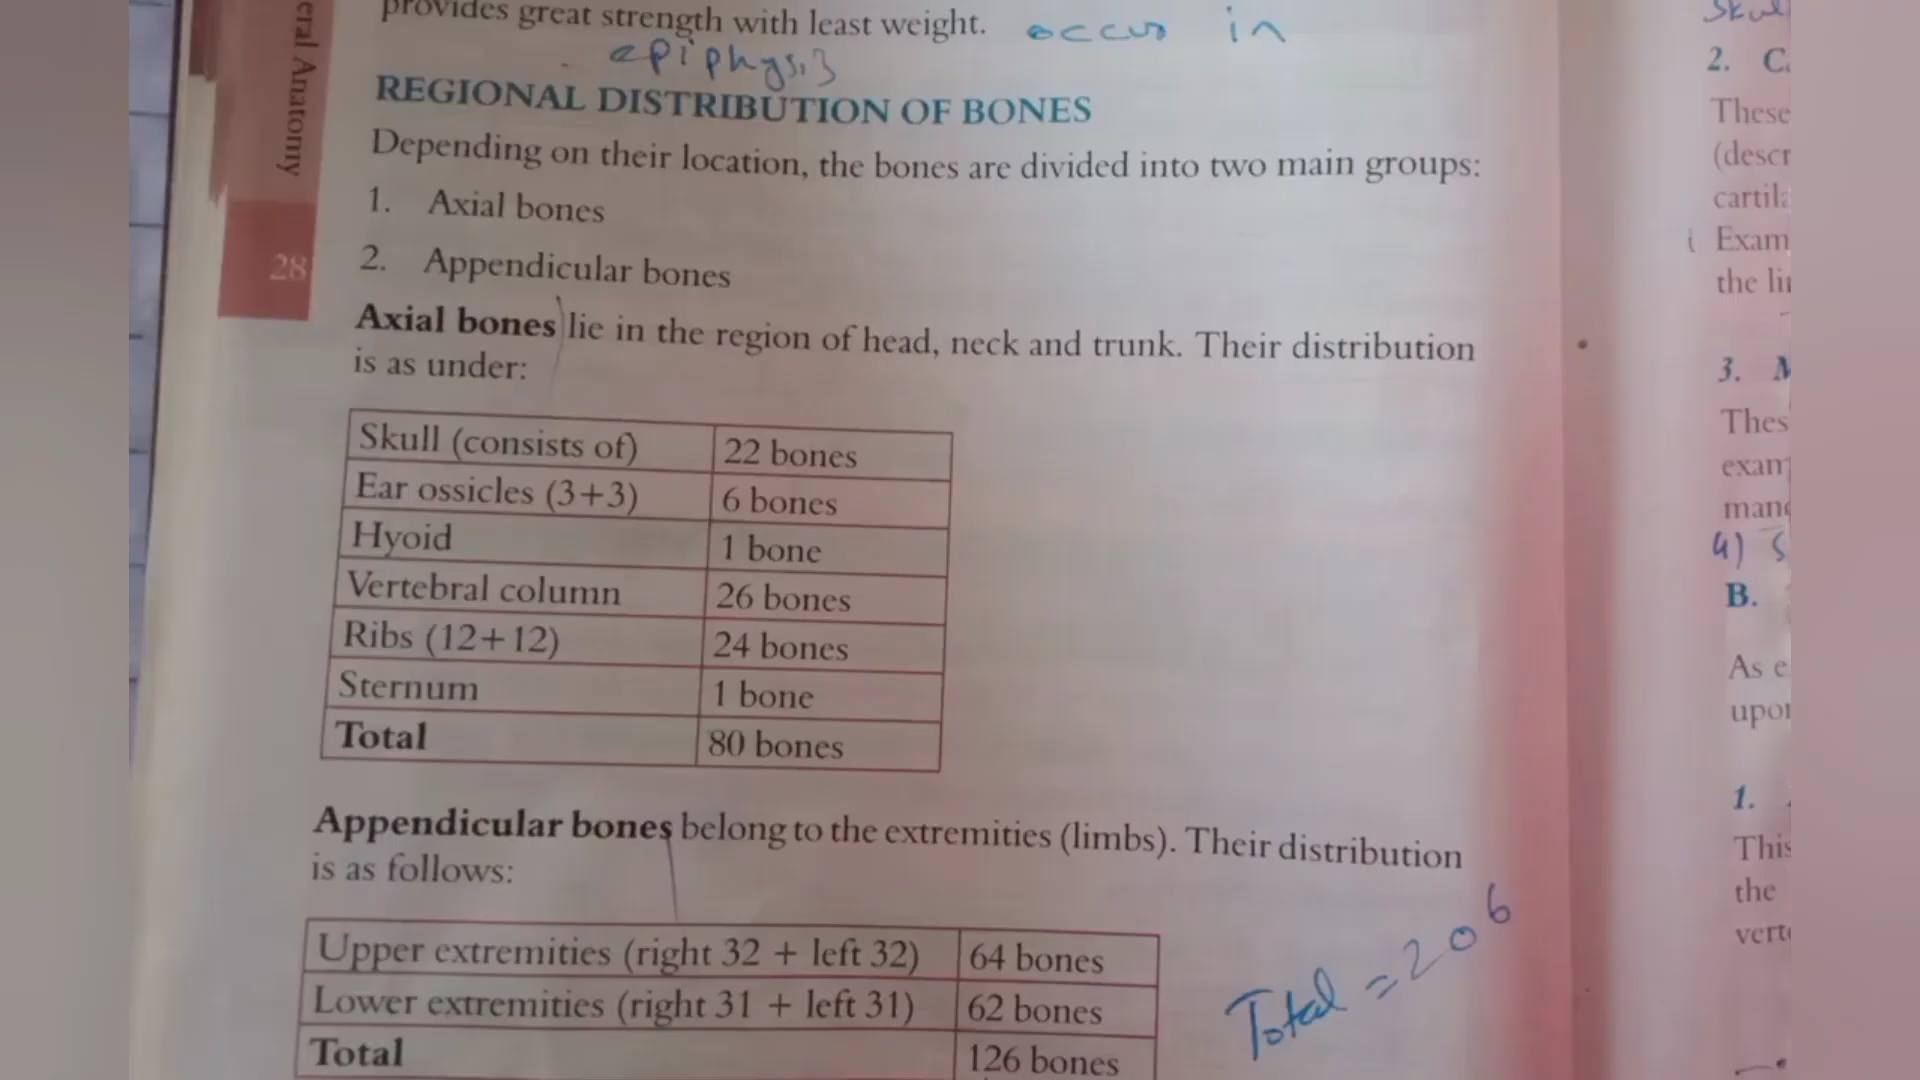 provides great strength with least weight. occur in
epiphysis
REGIONAL DISTRIBUTION OF BONES
Depending on their location, the bones are divided into two main groups:
1. Axial bones
2. Appendicular bones
Axial bones lie in the region of head, neck and trunk. Their distribution
is as under:
Skull (consists of) 22 bones
Ear ossicles (3+3) 6 bones
Hyoid 1 bone
Vertebral column 26 bones
Ribs (12+12) 24 bones
Sternum 1 bone
Total 80 bones
Appendicular bones belong to the extremities (limbs). Their distribution
is as follows:
Upper extremities (right 32 + left 32) 64 bones
Lower extremities (right 31 + left 31) 62 bones
Total 126 bones
Total = 206
eral Anatomy
28
Skul
2. C
These
(descr
cartila
Exam
the li
3.
Thes
exam
man
4) S
B.
As e
upon
1.
This
the
verte